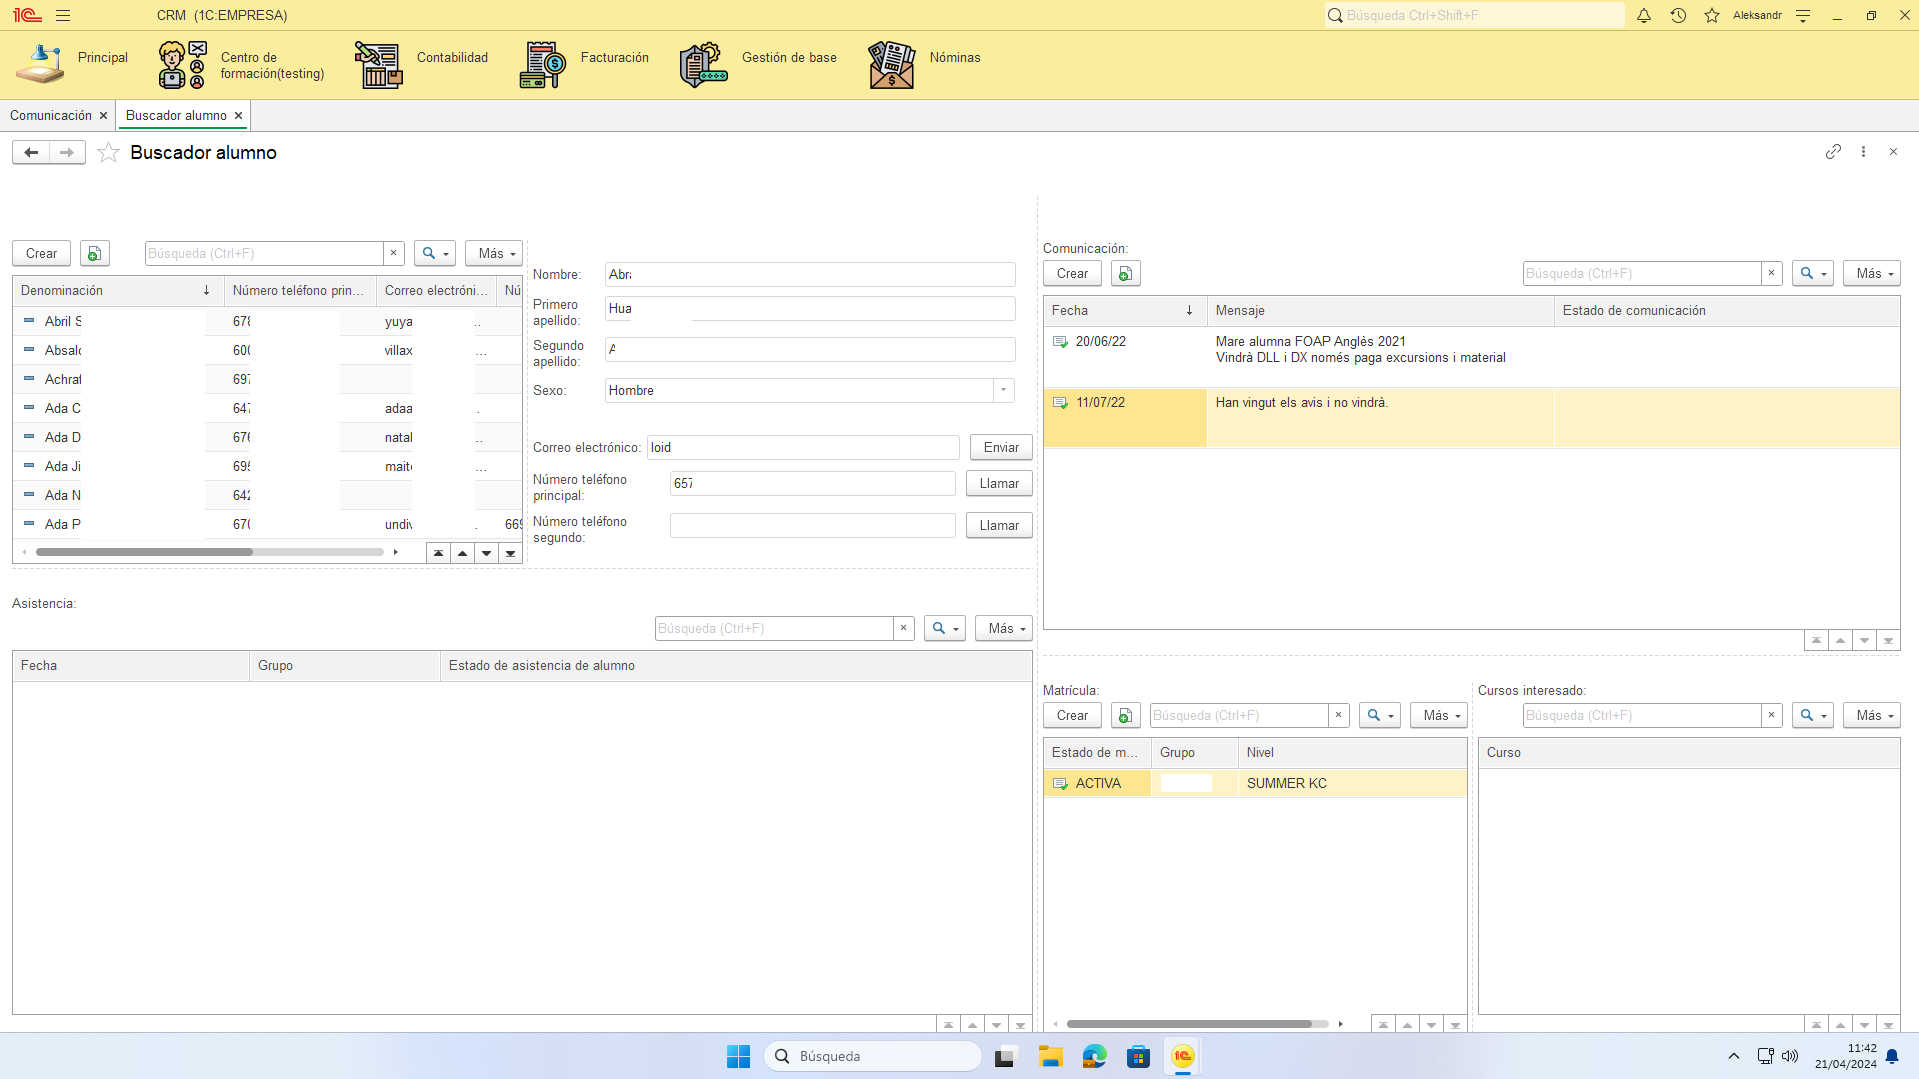 CRM (1C:EMPRESA)
Búsqueda Ctrl+Shift+F
Aleksandr
Principal
Centro de
formación(testing)
Contabilidad
Facturación
Gestión de base
Nóminas
Comunicación
Buscador alumno
Buscador alumno
Crear
Búsqueda (Ctrl+F)
Más
Denominación
Número teléfono prin...
Correo electróni...
Nú
Abril S
678
yuya
Absalo
600
villax
...
Achraf
697
Ada C
647
adaa
Ada D
676
natal
Ada Ji
695
maite
...
Ada N
642
Ada P
670
undiv
669
Nombre:
Abra
Primero
apellido:
Hua
Segundo
apellido:
A
Sexo:
Hombre
Correo electrónico:
loid
Enviar
Número teléfono
principal:
657
Llamar
Número teléfono
segundo:
Llamar
Comunicación:
Crear
Búsqueda (Ctrl+F)
Más
Fecha
Mensaje
Estado de comunicación
20/06/22
Mare alumna FOAP Anglès 2021
Vindrà DLL i DX només paga excursions i material
11/07/22
Han vingut els avis i no vindrà.
Asistencia:
Búsqueda (Ctrl+F)
Más
Fecha
Grupo
Estado de asistencia de alumno
Matrícula:
Crear
Búsqueda (Ctrl+F)
Más
Estado de m...
Grupo
Nivel
ACTIVA
SUMMER KC
Cursos interesado:
Búsqueda (Ctrl+F)
Más
Curso
Búsqueda
11:42
21/04/2024